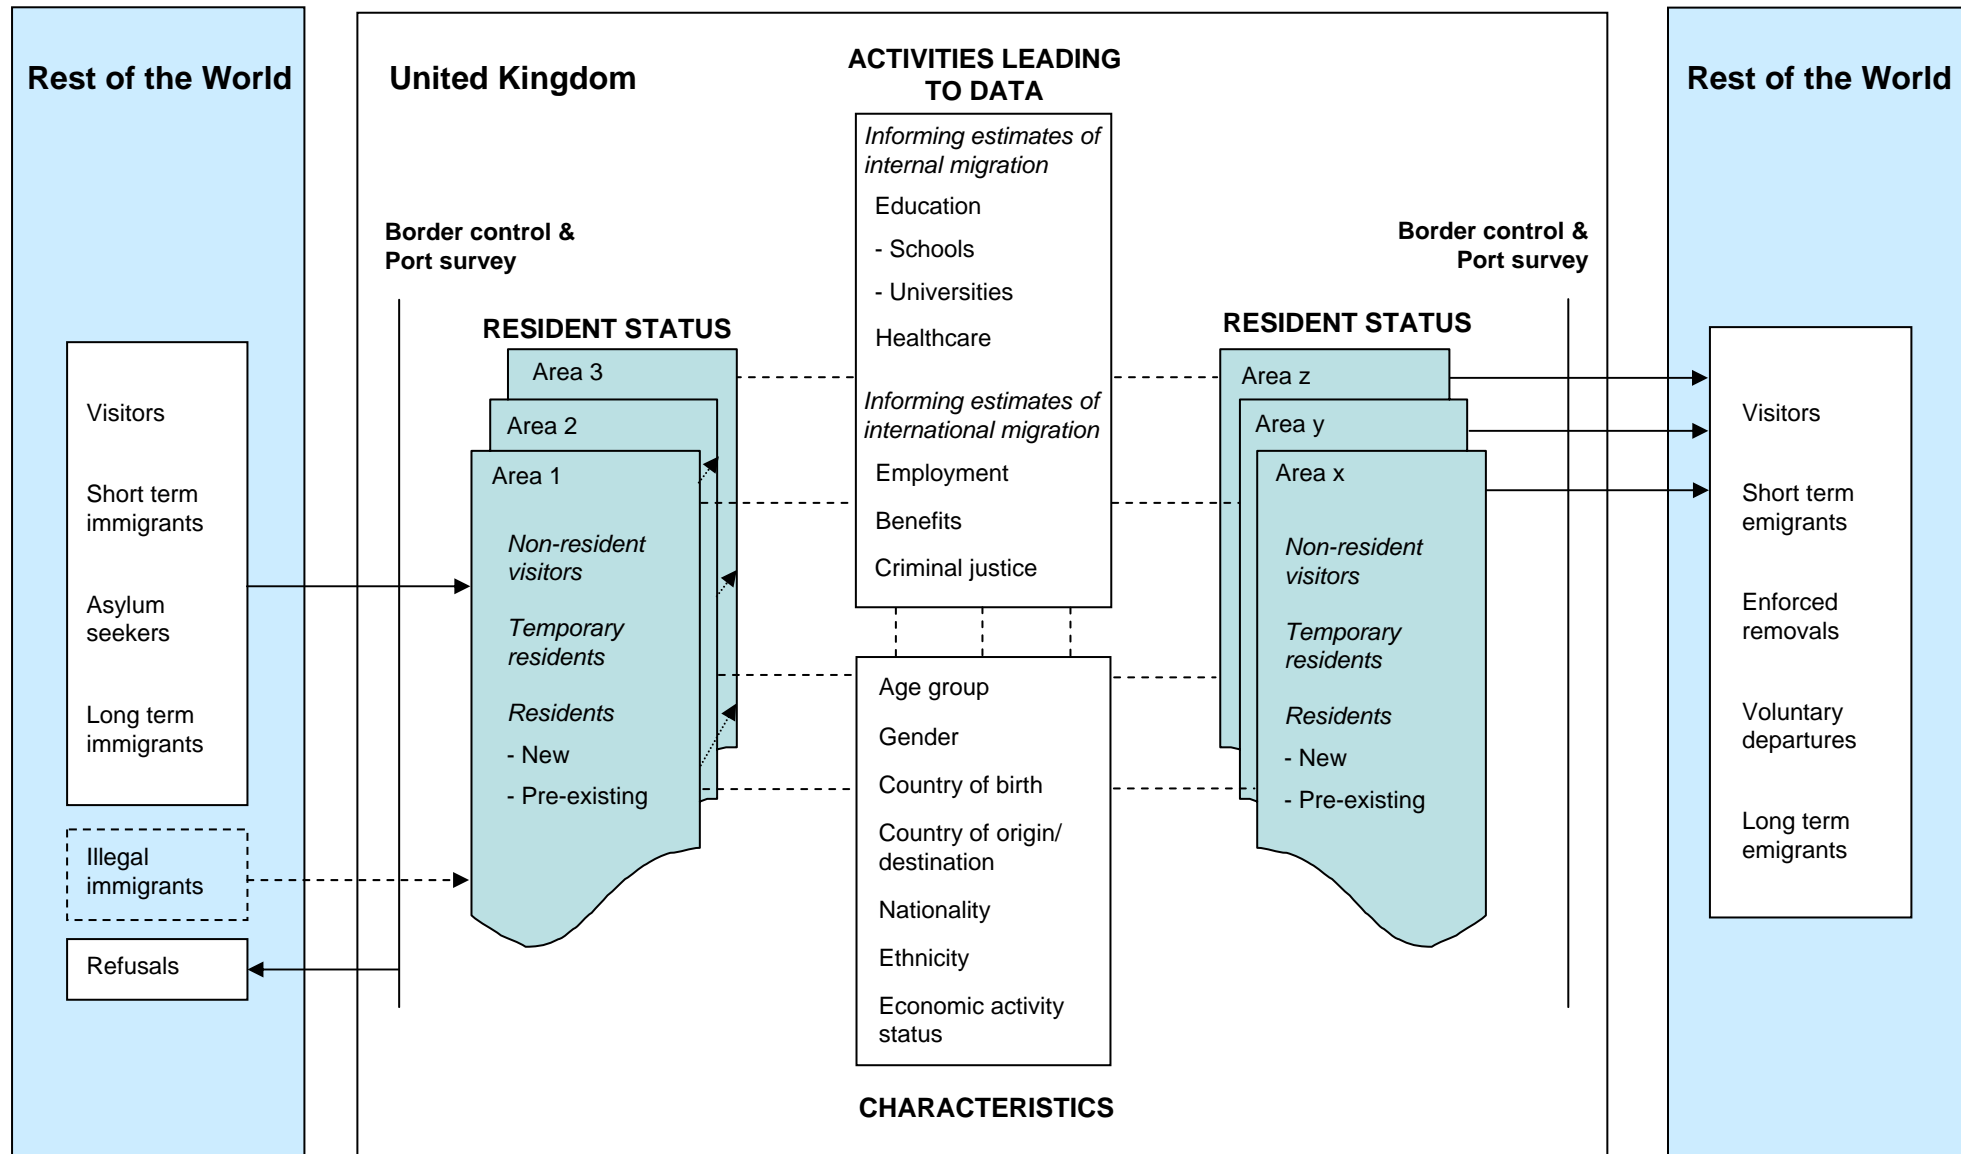 Rest of the World
Visitors
Short term
immigrants
Asylum
seekers
Long term
immigrants
Illegal
immigrants
Refusals
United Kingdom
Border control &
Port survey
RESIDENT STATUS
Area 3
Area 2
Area 1
Non-resident
visitors
Temporary
residents
Residents
- New
- Pre-existing
ACTIVITIES LEADING
TO DATA
Informing estimates of
internal migration
Education
- Schools
- Universities
Healthcare
Informing estimates of
international migration
Employment
Benefits
Criminal justice
Age group
Gender
Country of birth
Country of origin/
destination
Nationality
Ethnicity
Economic activity
status
CHARACTERISTICS
Border control &
Port survey
RESIDENT STATUS
Area z
Area y
Area x
Non-resident
visitors
Temporary
residents
Residents
- New
- Pre-existing
Rest of the World
Visitors
Short term
emigrants
Enforced
removals
Voluntary
departures
Long term
emigrants